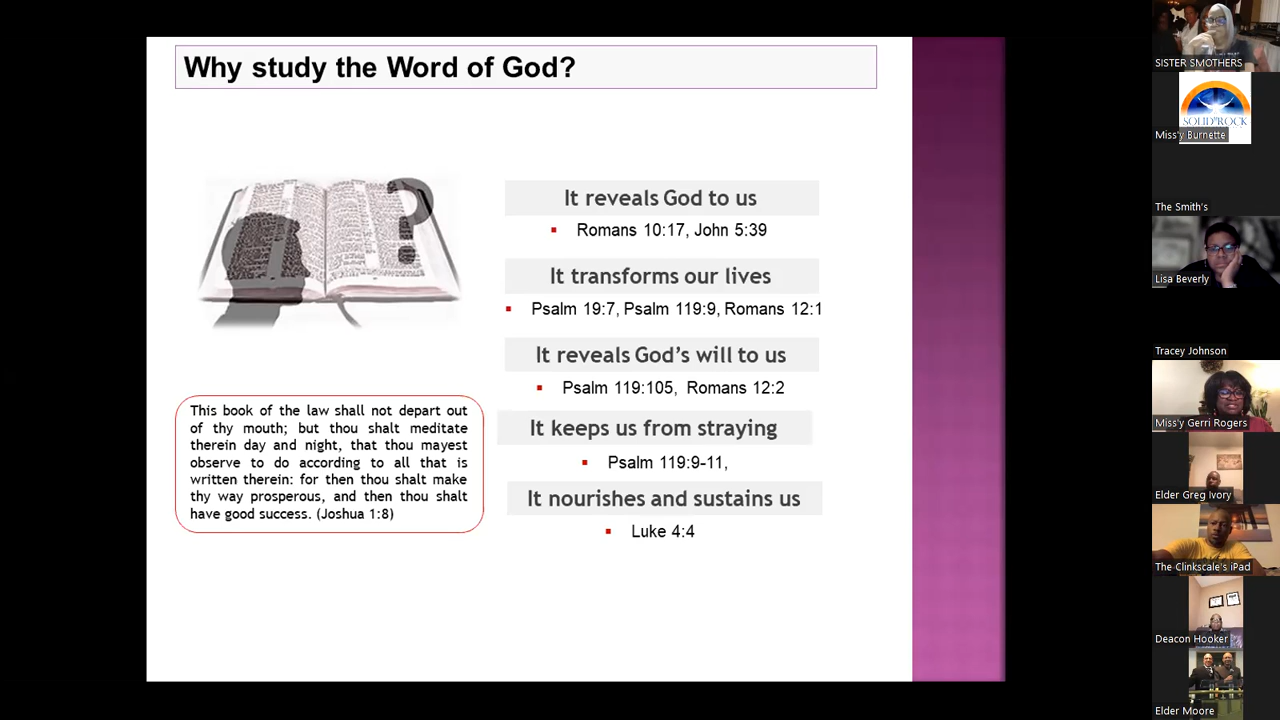 Why study the Word of God?
It reveals God to us
Romans 10:17, John 5:39
It transforms our lives
Psalm 19:7, Psalm 119:9, Romans 12:1
It reveals God's will to us
Psalm 119:105, Romans 12:2
It keeps us from straying
Psalm 119:9-11,
It nourishes and sustains us
Luke 4:4
This book of the law shall not depart out
of thy mouth; but thou shalt meditate
therein day and night, that thou mayest
observe to do according to all that is
written therein: for then thou shalt make
thy way prosperous, and then thou shalt
have good success. (Joshua 1:8)
SISTER SMOTHERS
SOLID ROCK
Miss'y Burnette
The Smith's
Lisa Beverly
Tracey Johnson
Miss'y Gerri Rogers
Elder Greg Ivory
The Clinkscale's iPad
Deacon Hooker
Elder Moore